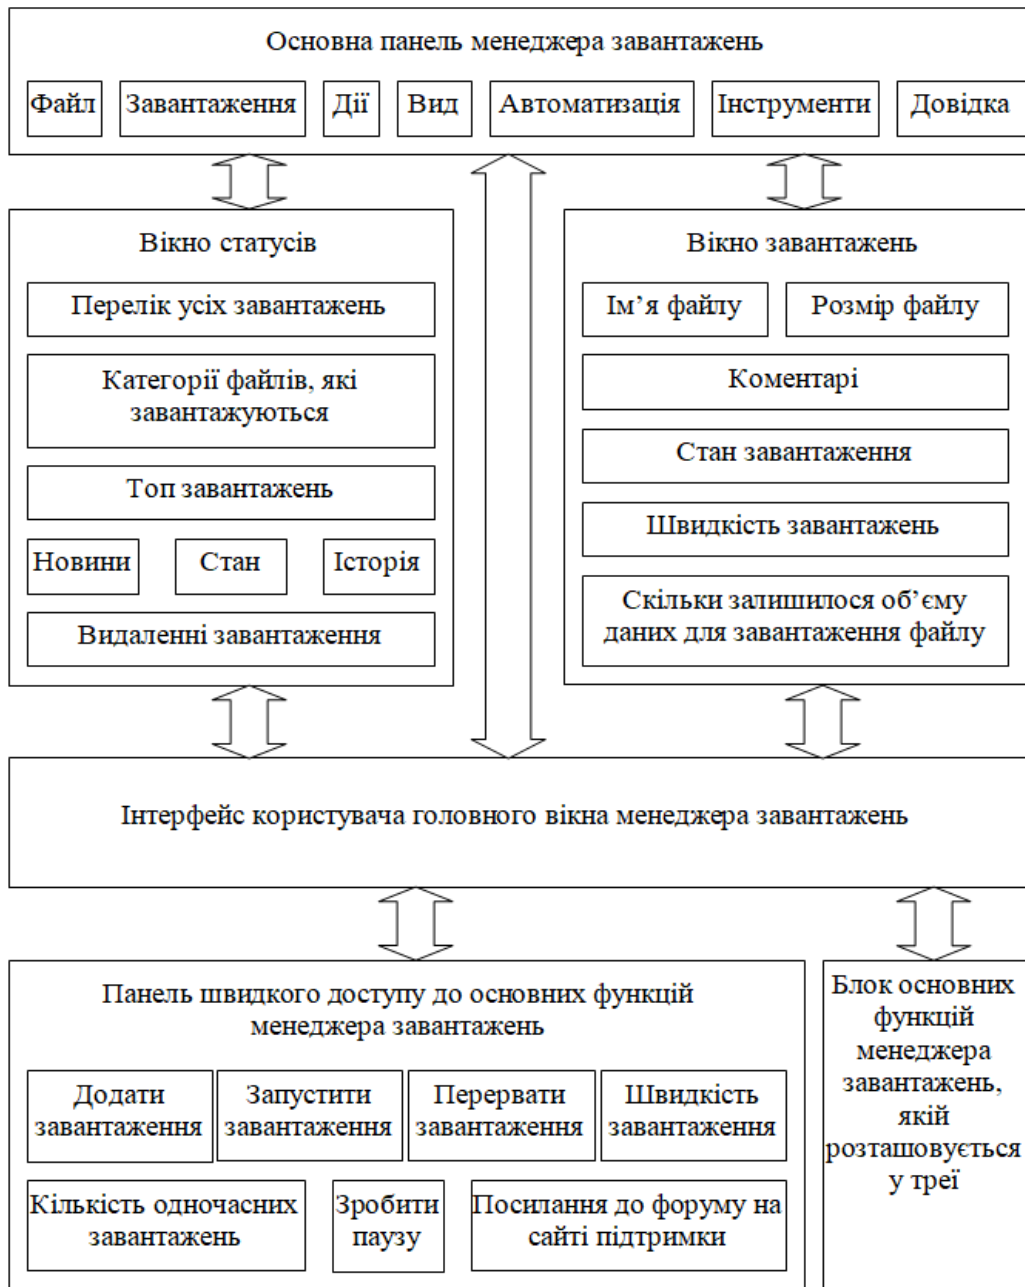 Основна панель менеджера завантажень
Файл Завантаження Дії Вид Автоматизація Інструменти Довідка
Вікно статусів
Перелік усіх завантажень
Категорії файлів, які
завантажуються
Топ завантажень
Новини Стан Історія
Видаленні завантаження
Вікно завантажень
Ім’я файлу Розмір файлу
Коментарі
Стан завантаження
Швидкість завантажень
Скільки залишилося об’єму
даних для завантаження файлу
Інтерфейс користувача головного вікна менеджера завантажень
Панель швидкого доступу до основних функцій
менеджера завантажень
Додати
завантаження
Запустити
завантаження
Перервати
завантаження
Швидкість
завантаження
Кількість одночасних
завантажень
Зробити
паузу
Посилання до форуму на
сайті підтримки
Блок основних
функцій
менеджера
завантажень,
якій
розташовується
у треї